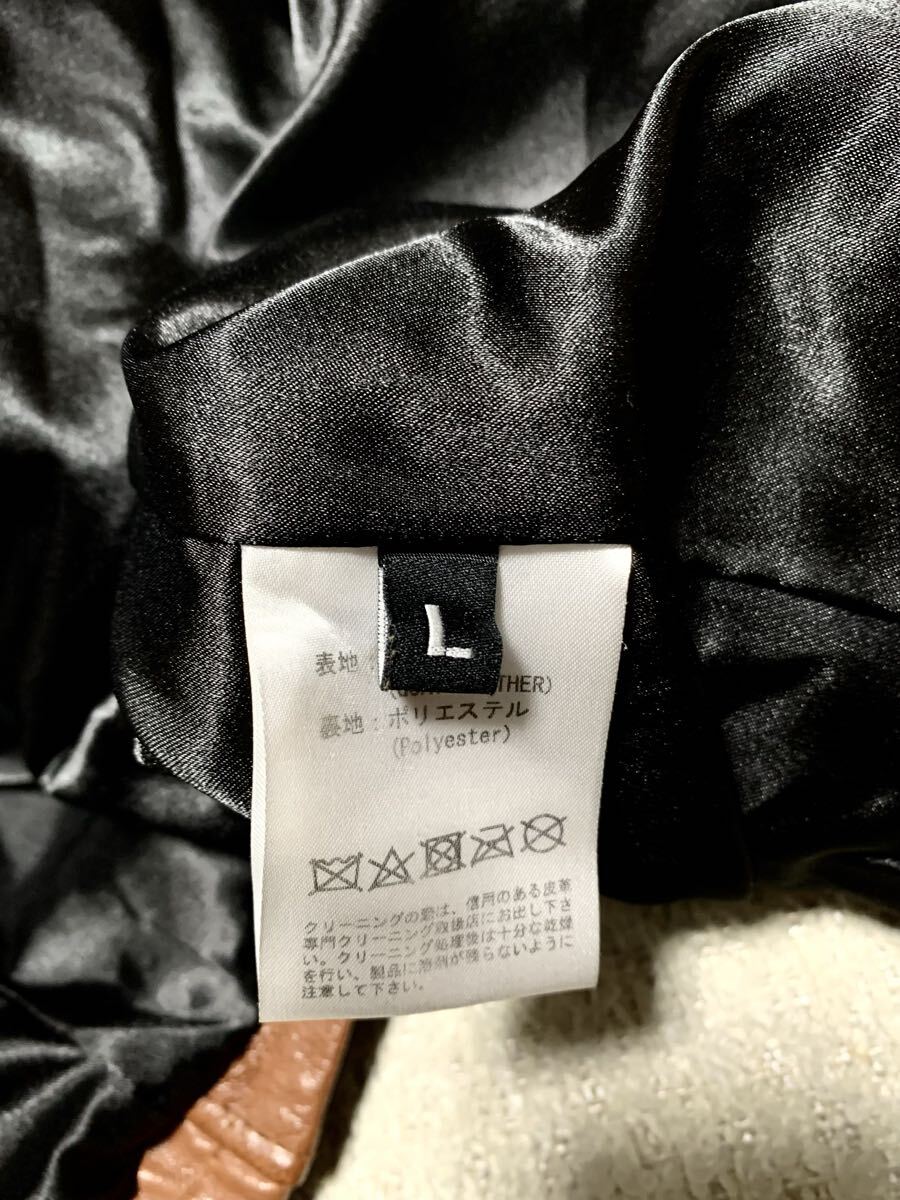 L
表地
THER)
裏地：ポリエステル
(Polyester)
クリーニングの際は、信用のある皮革
専門クリーニング取扱店にお出し下さ
い。クリーニング処理後は十分な乾燥
を行い、製品に溶剤が残らないように
注意して下さい。